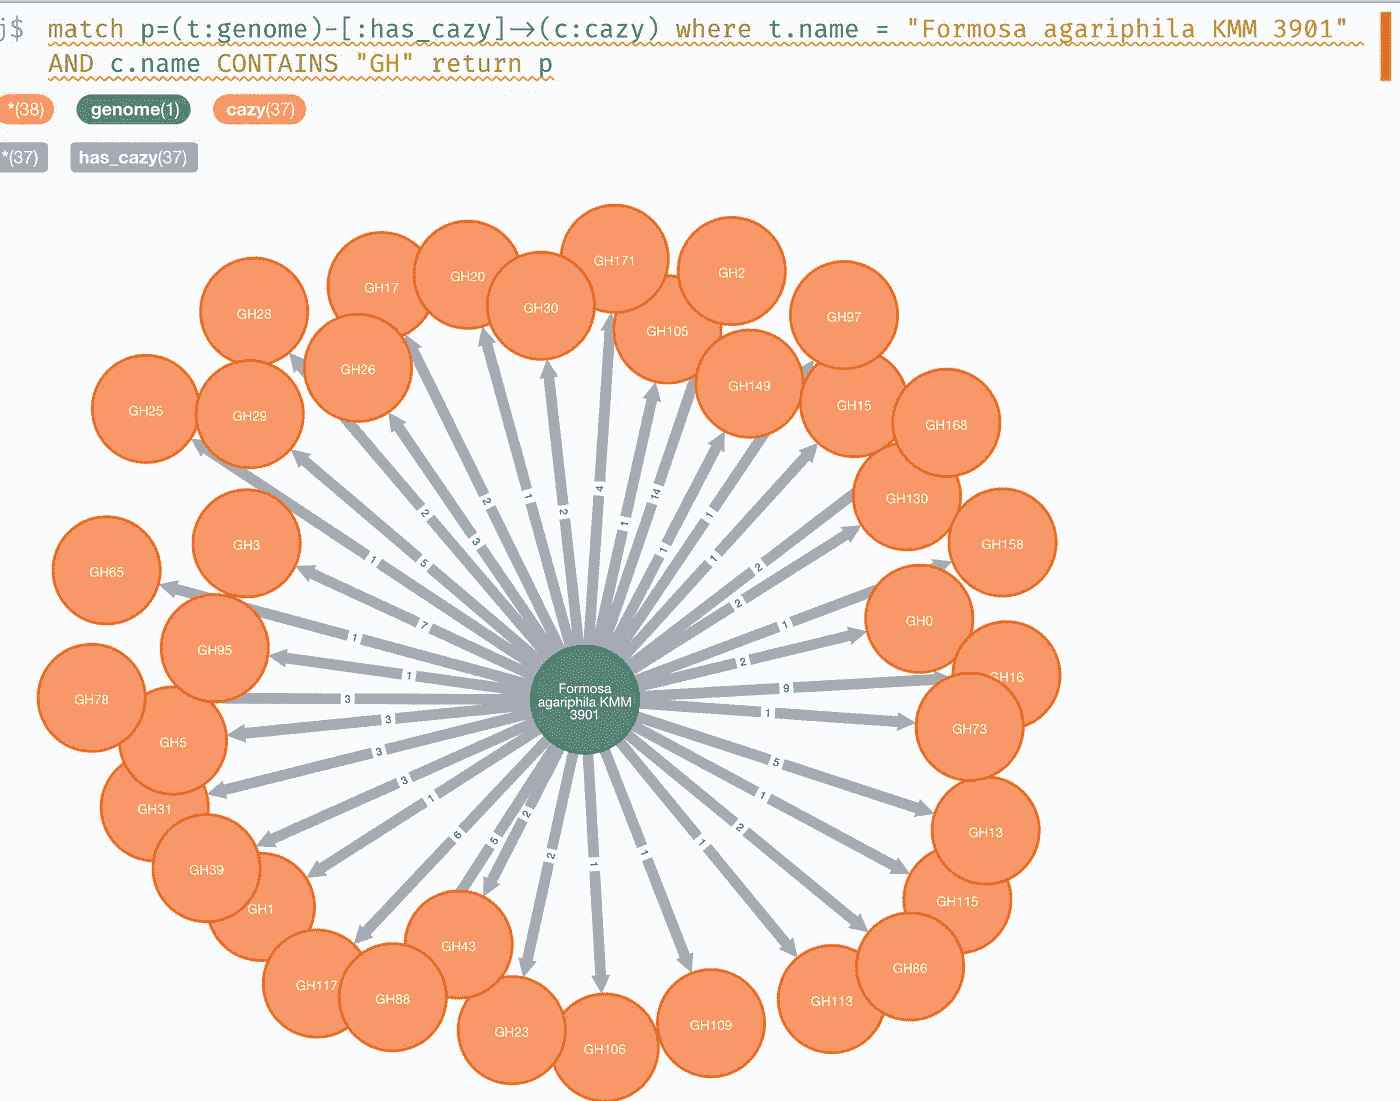 j$ match p=(t:genome)-[:has_cazy]→(c:cazy) where t.name = "Formosa agariphila KMM 3901"
AND c.name CONTAINS "GH" return p
*(38) genome(1) cazy(37)
*(37) has_cazy(37)
GH171
GH2
GH20
GH17
GH30
GH28
GH97
GH105
GH26
GH149
GH15
GH25
GH29
GH168
4
1
14
2
1
2
GH130
2
3
1
1
GH3
5
1
1
2
GH158
GH65
2
7
1
GH0
1
GH95
2
1
GH16
9
GH78
3
Formosa
agariphila KMM
3901
1
3
GH73
GH5
3
5
3
1
1
GH31
2
2
GH13
6
5
1
GH39
2
1
1
GH115
GH1
GH43
GH86
GH117
GH88
GH113
GH109
GH23
GH106